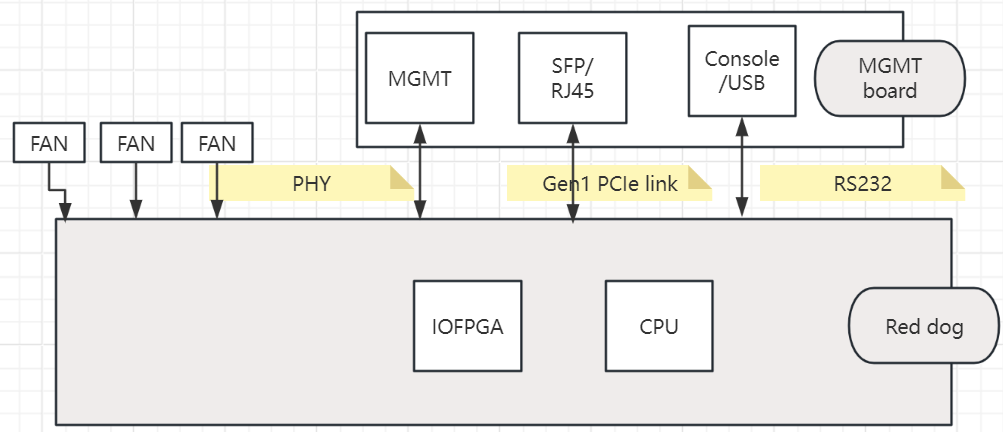 MGMT
SFP/
RJ45
Console
/USB
MGMT
board
FAN
FAN
FAN
PHY
Gen1 PCIe link
RS232
IOFPGA
CPU
Red dog